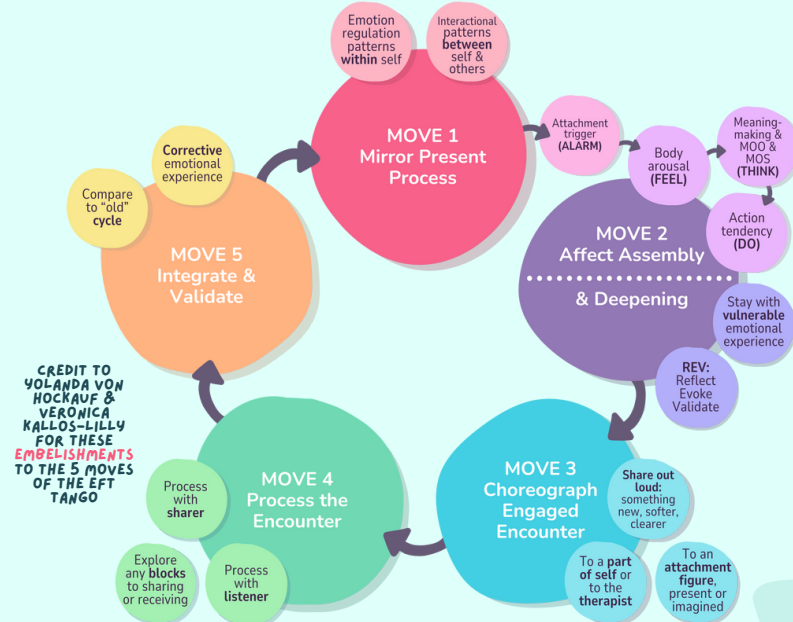 Emotion
regulation
patterns
within self
Interactional
patterns
between
self &
others
MOVE 1
Mirror Present
Process
Attachment
trigger
(ALARM)
Body
arousal
(FEEL)
Meaning-
making &
MOO &
MOS
(THINK)
Action
tendency
(DO)
MOVE 2
Affect Assembly
& Deepening
Stay with
vulnerable
emotional
experience
REV:
Reflect
Evoke
Validate
MOVE 3
Choreograph
Engaged
Encounter
Share out
loud:
something
new, softer,
clearer
To a part
of self or
to the
therapist
To an
attachment
figure,
present or
imagined
MOVE 4
Process the
Encounter
Process
with
sharer
Explore
any blocks
to sharing
or receiving
Process
with
listener
MOVE 5
Integrate &
Validate
Corrective
emotional
experience
Compare
to “old”
cycle
CREDIT TO
YOLANDA VON
HOCKAUF &
VERONICA
KALLOS-LILLY
FOR THESE
EMBELISHMENTS
TO THE 5 MOVES
OF THE EFT
TANGO